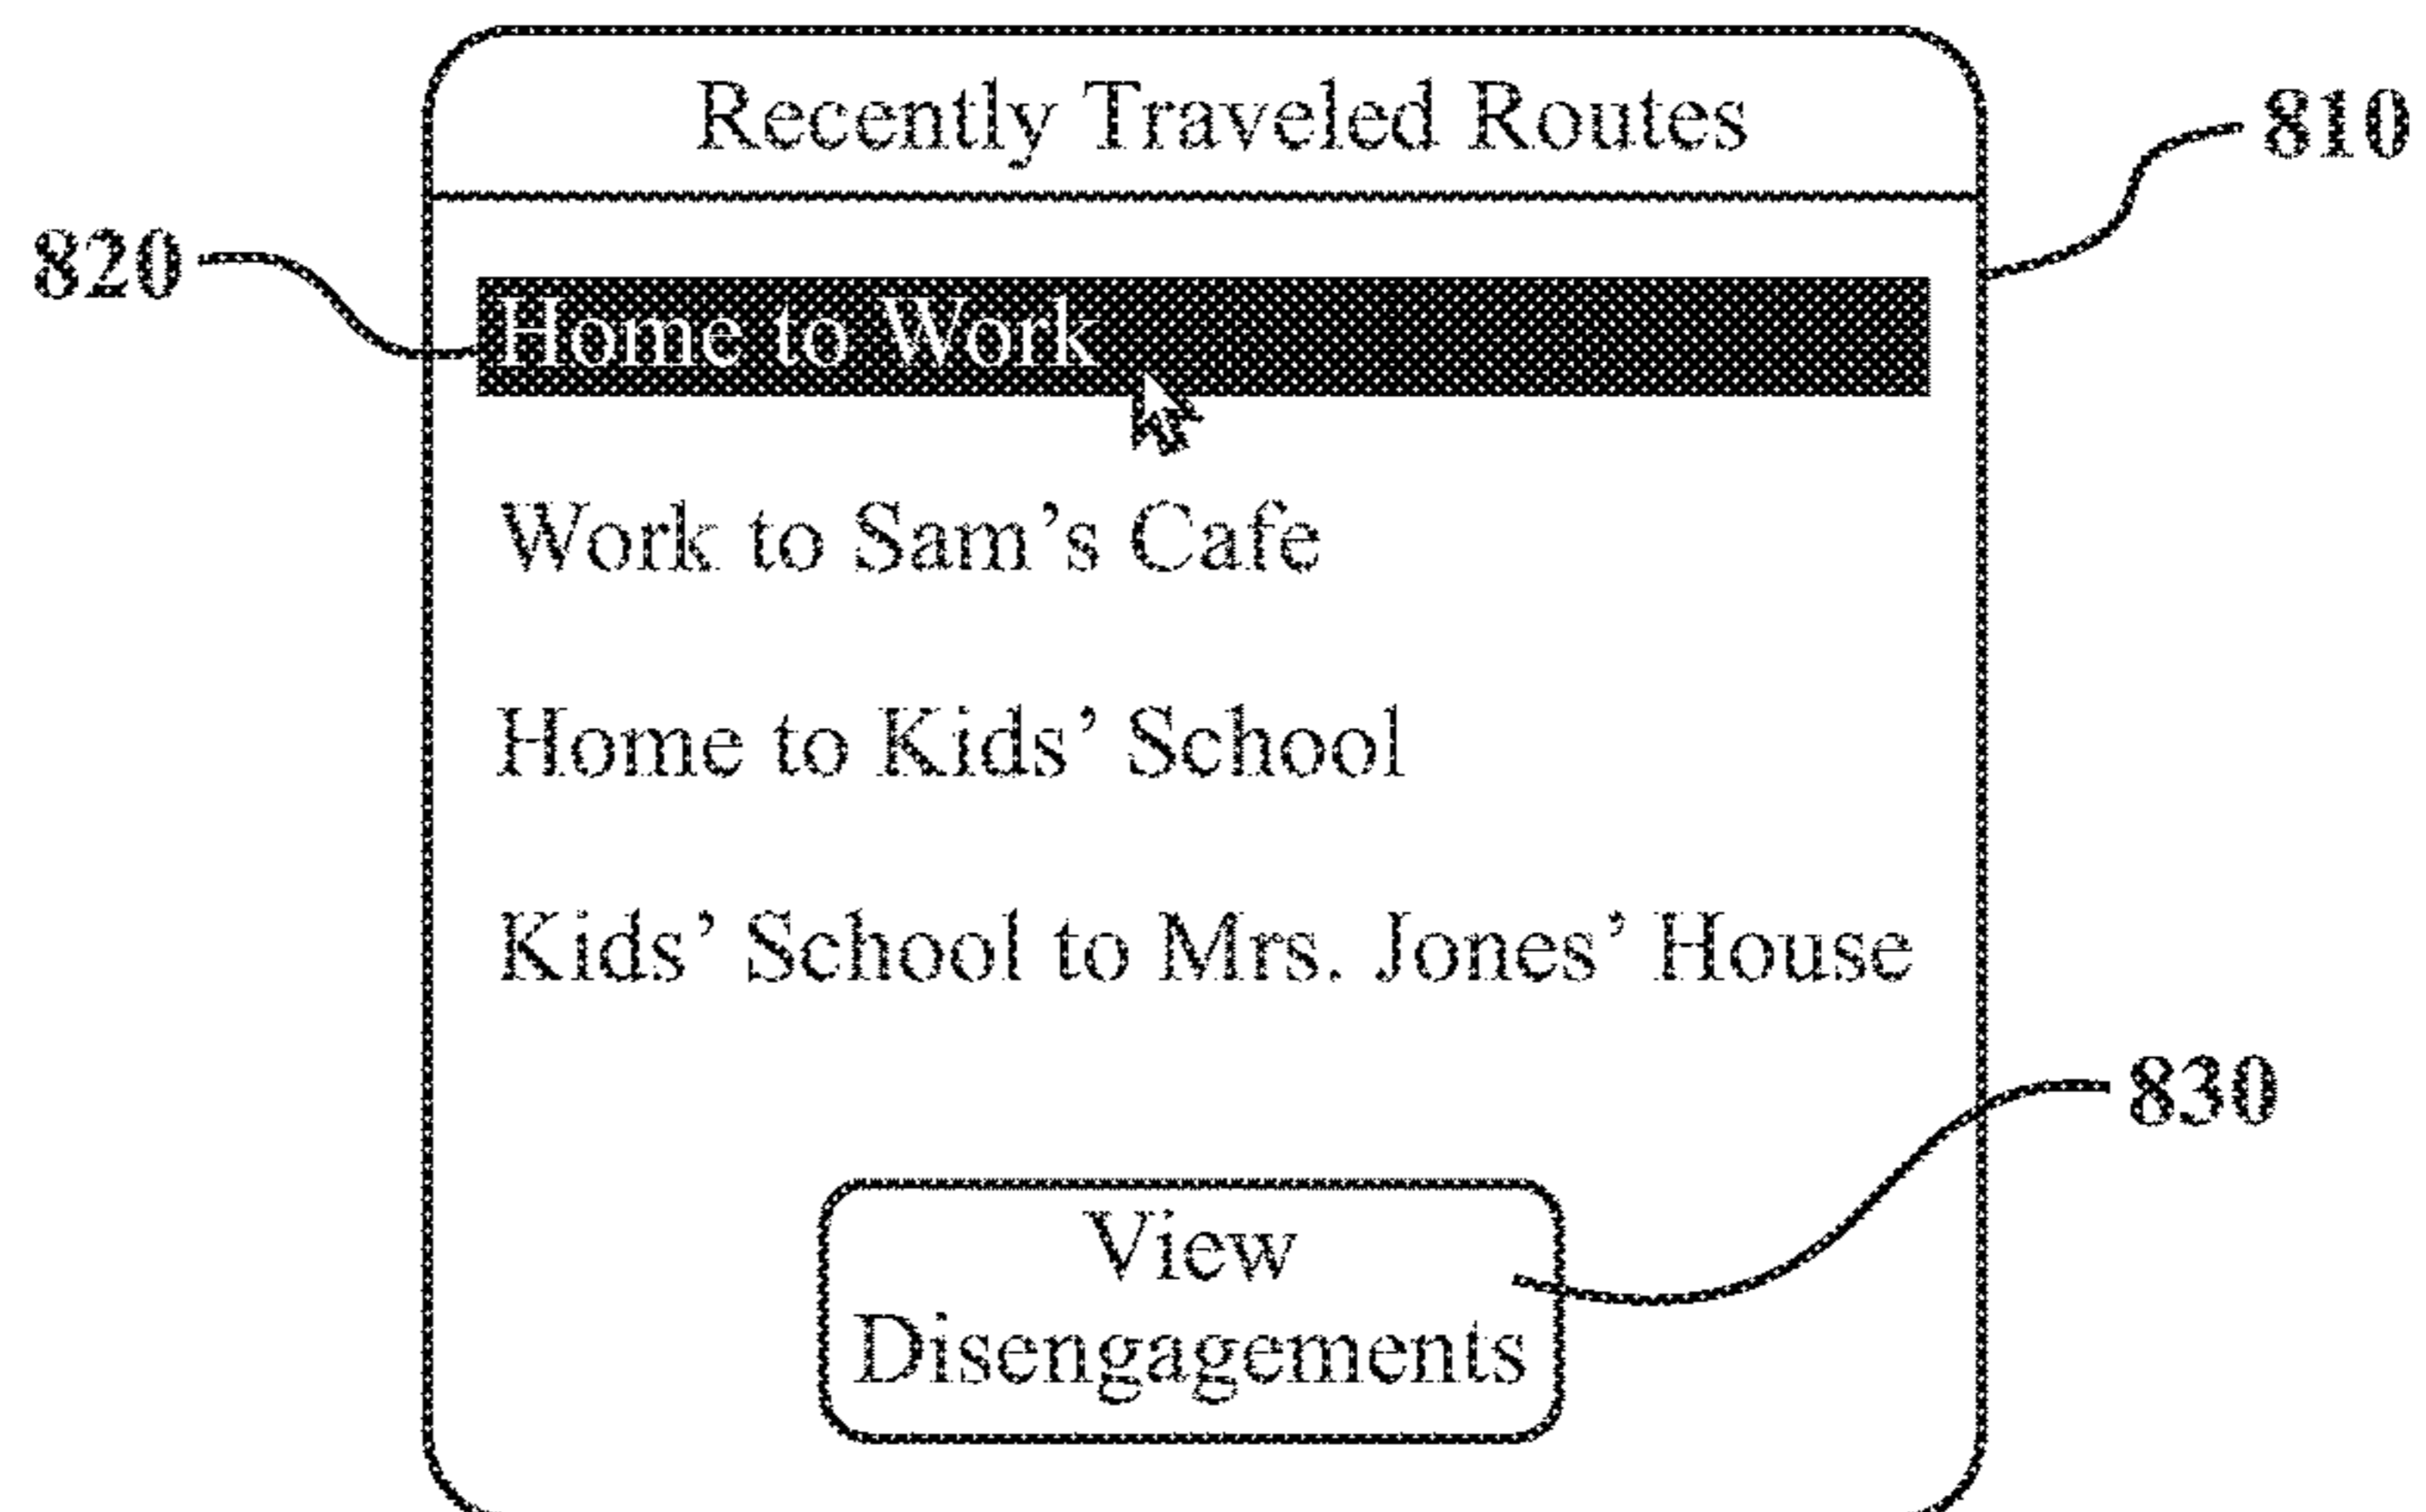 Recently Traveled Routes
810
820
Home to Work
Work to Sam’s Cafe
Home to Kids’ School
Kids’ School to Mrs. Jones’ House
830
View
Disengagements